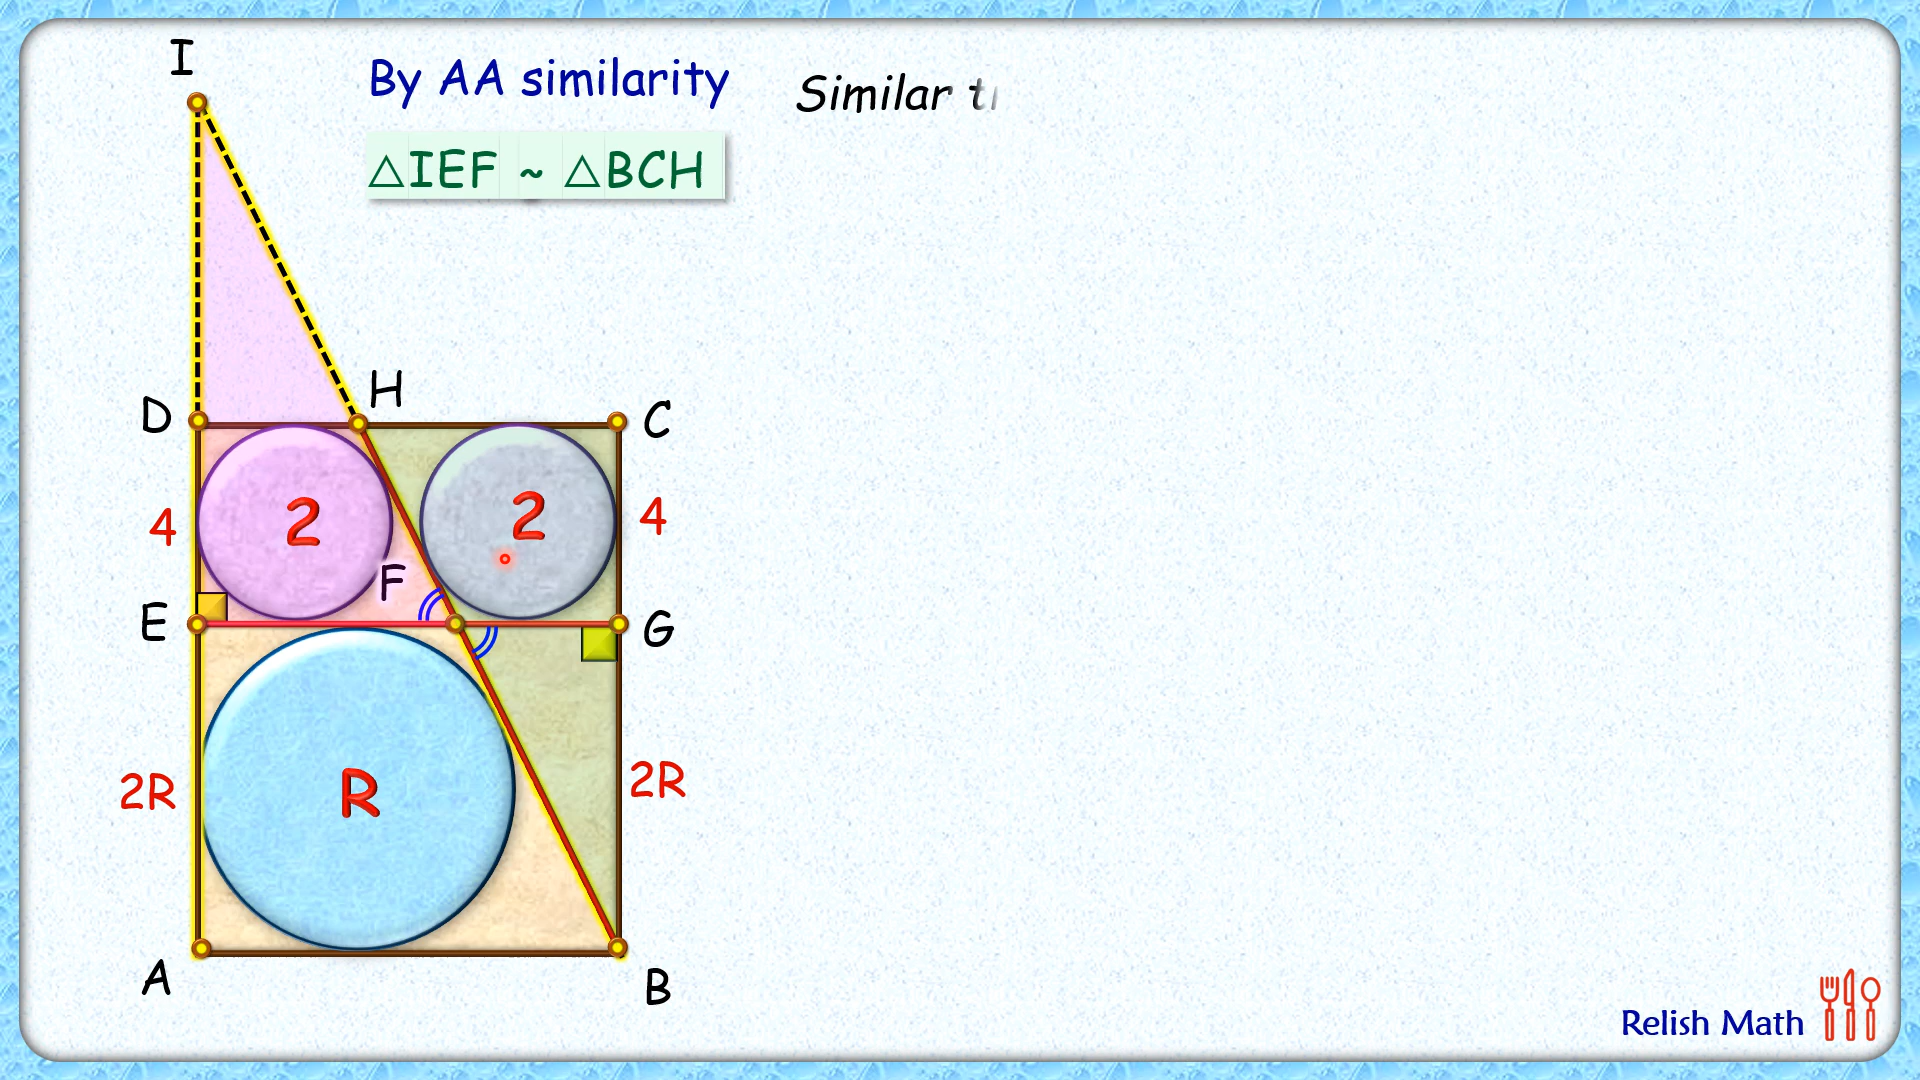 I
By AA similarity
Similar t
△IEF ~ △BCH
D
H
C
4
2
2
4
F
E
G
2R
R
2R
A
B
Relish Math